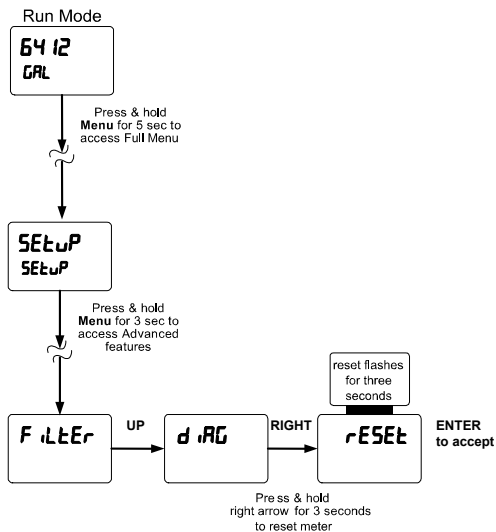 Run Mode
6412
GAL
Press & hold
Menu for 5 sec to
access Full Menu
SEtuP
SEtuP
Press & hold
Menu for 3 sec to
access Advanced
features
reset flashes
for three
seconds
FiLtEr
UP
diAG
RIGHT
rESEt
ENTER
to accept
Press & hold
right arrow for 3 seconds
to reset meter